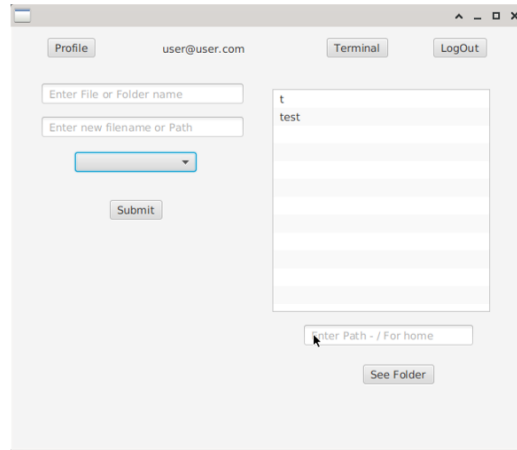 Profile user@user.com Terminal LogOut
Enter File or Folder name
Enter new filename or Path
Submit
t
test
Enter Path - / For home
See Folder